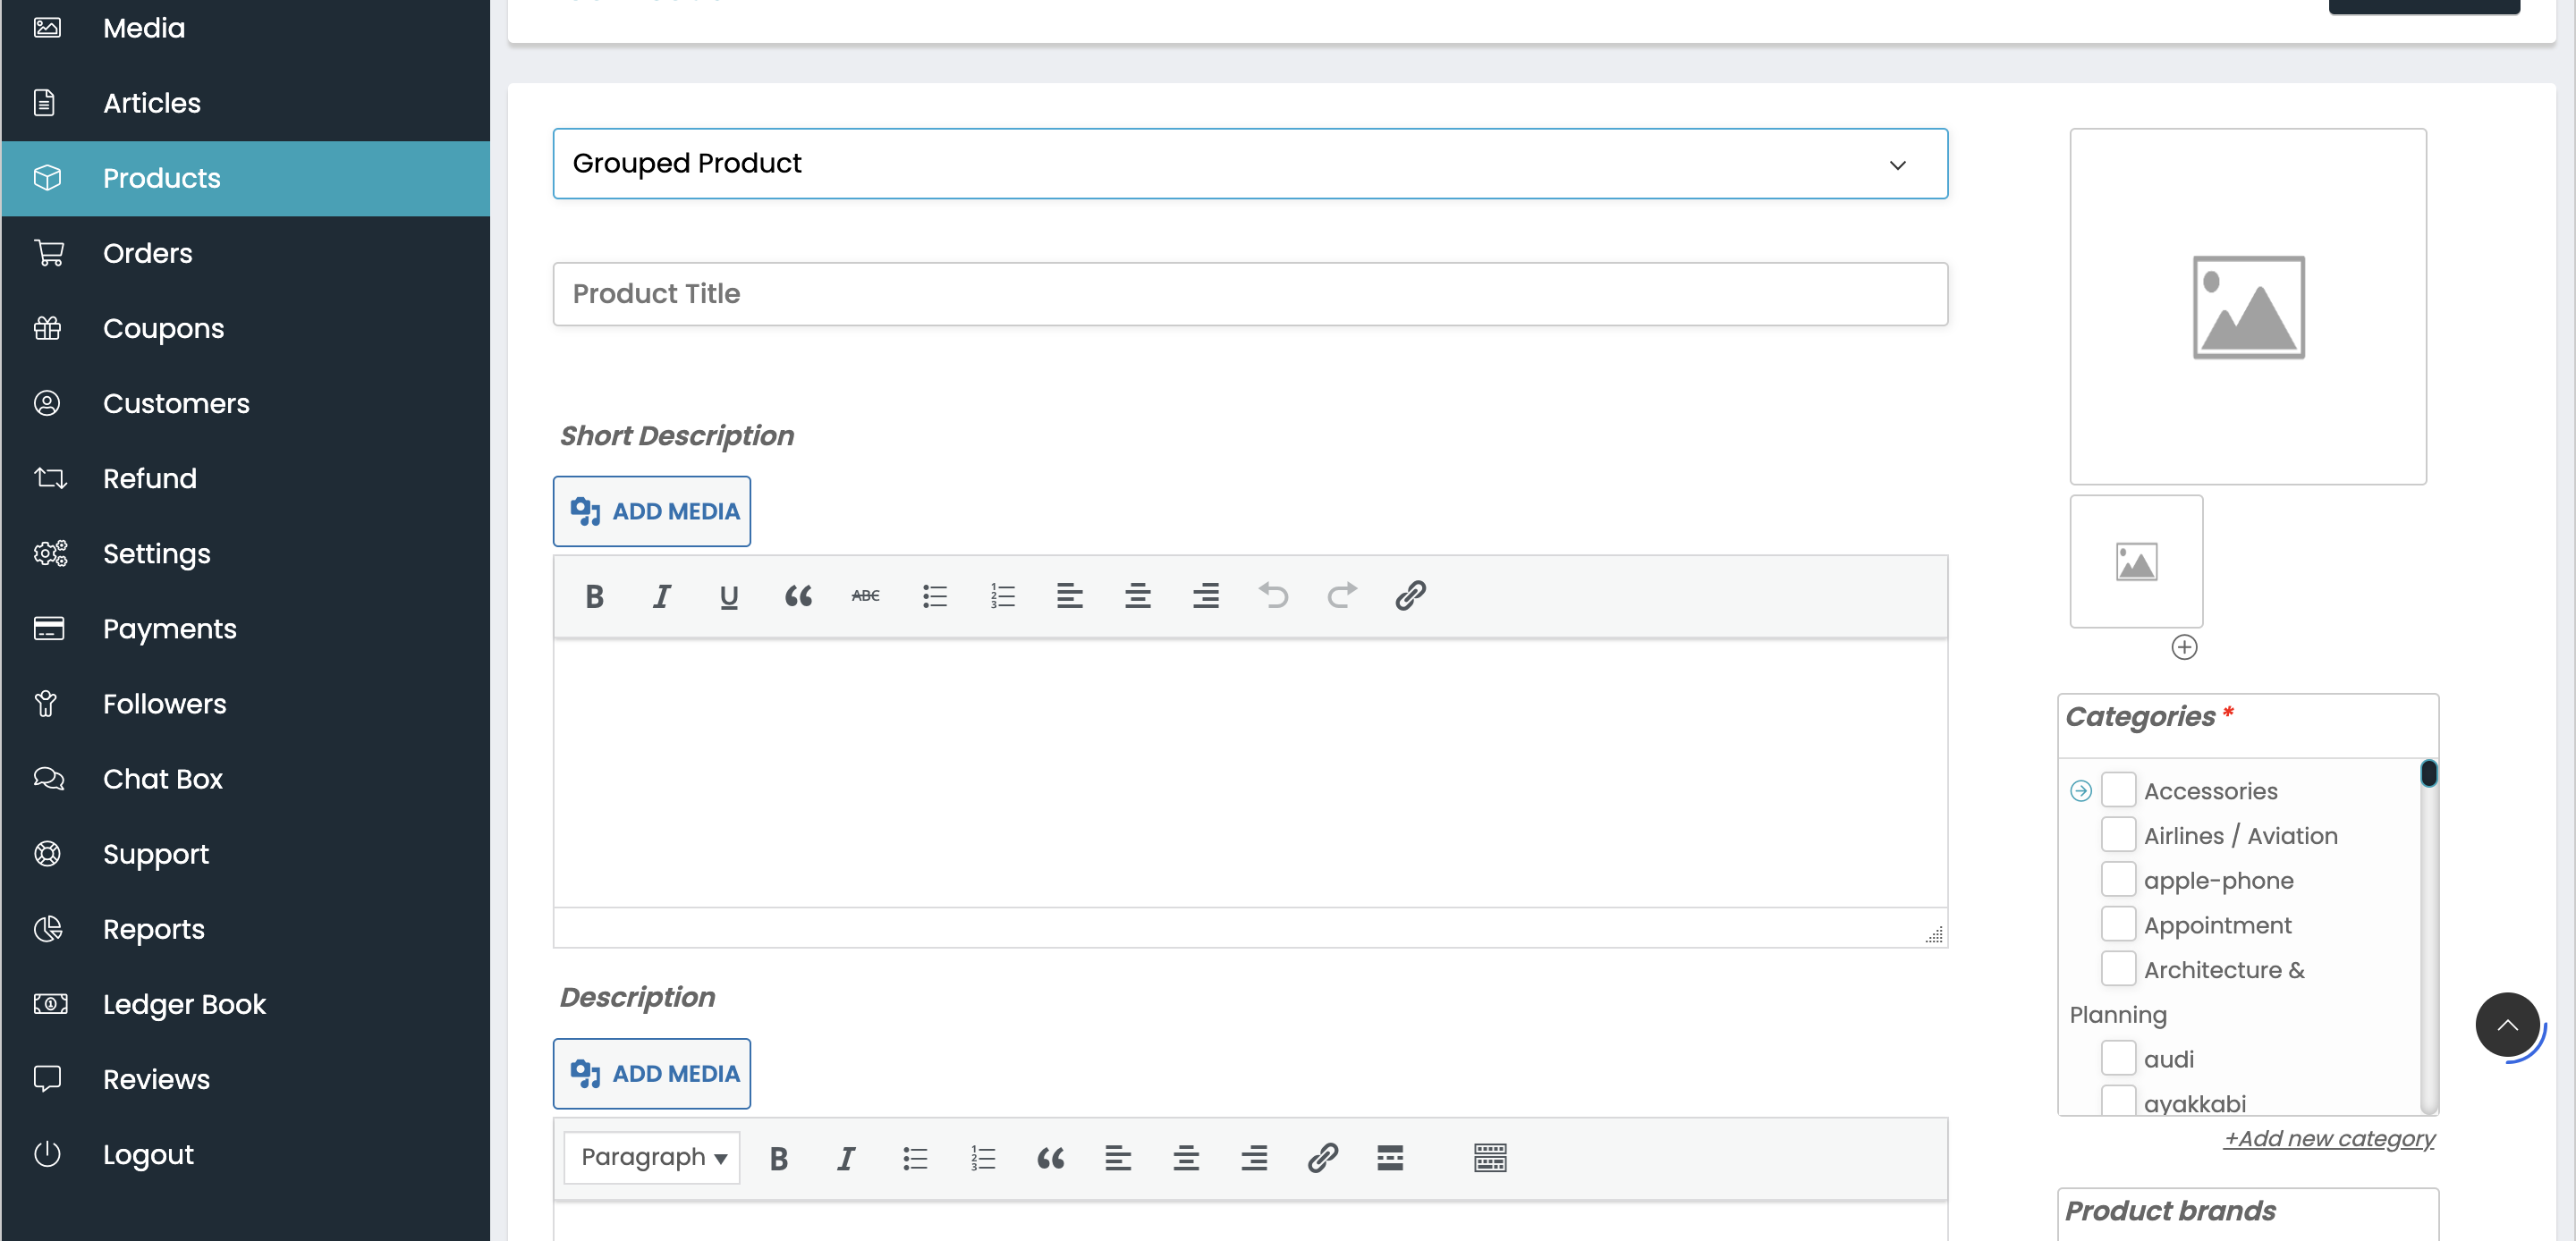 Media
Articles
Products
Orders
Coupons
Customers
Refund
Settings
Payments
Followers
Chat Box
Support
Reports
Ledger Book
Reviews
Logout
Grouped Product
Product Title
Short Description
ADD MEDIA
B I U ABC
Description
ADD MEDIA
Paragraph B I
Categories *
Accessories
Airlines / Aviation
apple-phone
Appointment
Architecture &
Planning
audi
ayakkabi
+Add new category
Product brands